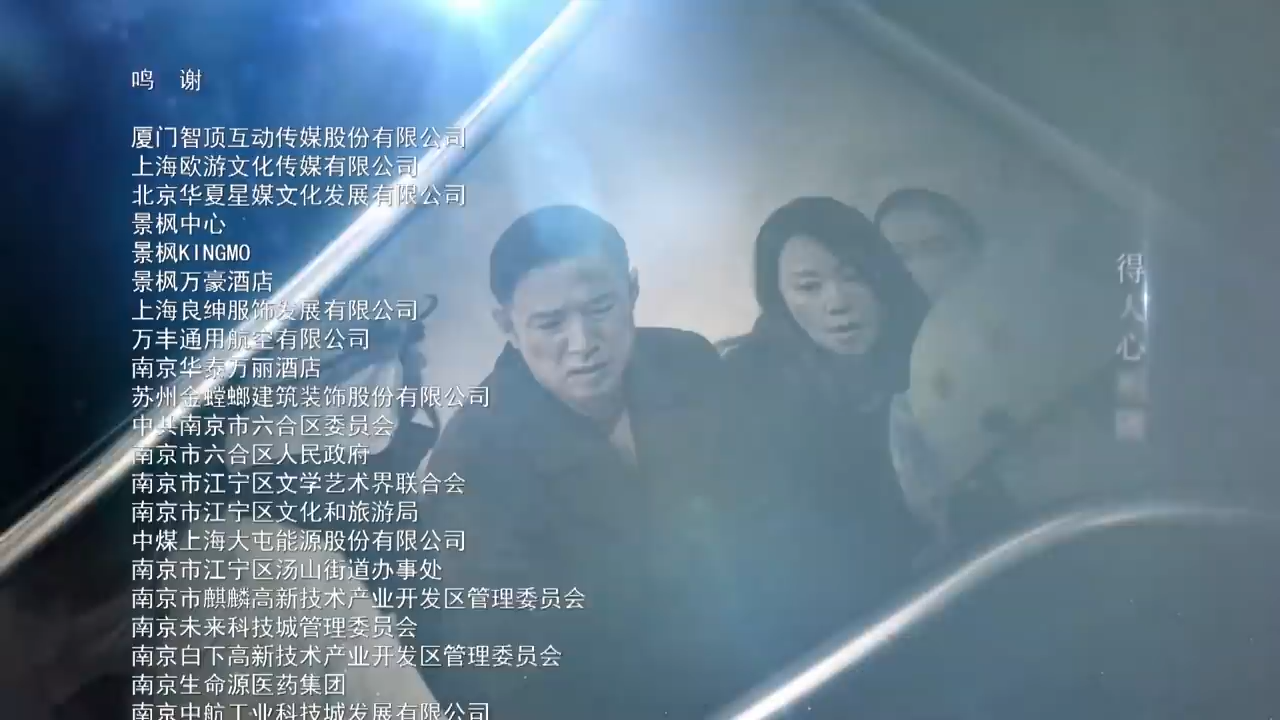 鸣 谢
厦门智顶互动传媒股份有限公司
上海欧游文化传媒有限公司
北京华夏星媒文化发展有限公司
景枫中心
景枫KINGMO
景枫万豪酒店
上海良绅服饰发展有限公司
万丰通用航空有限公司
南京华泰万丽酒店
苏州金螳螂建筑装饰股份有限公司
中共南京市六合区委员会
南京市六合区人民政府
南京市江宁区文学艺术界联合会
南京市江宁区文化和旅游局
中煤上海大屯能源股份有限公司
南京市江宁区汤山街道办事处
南京市麒麟高新技术产业开发区管理委员会
南京未来科技城管理委员会
南京白下高新技术产业开发区管理委员会
南京生命源医药集团
南京中航工业科技城发展有限公司
得人心